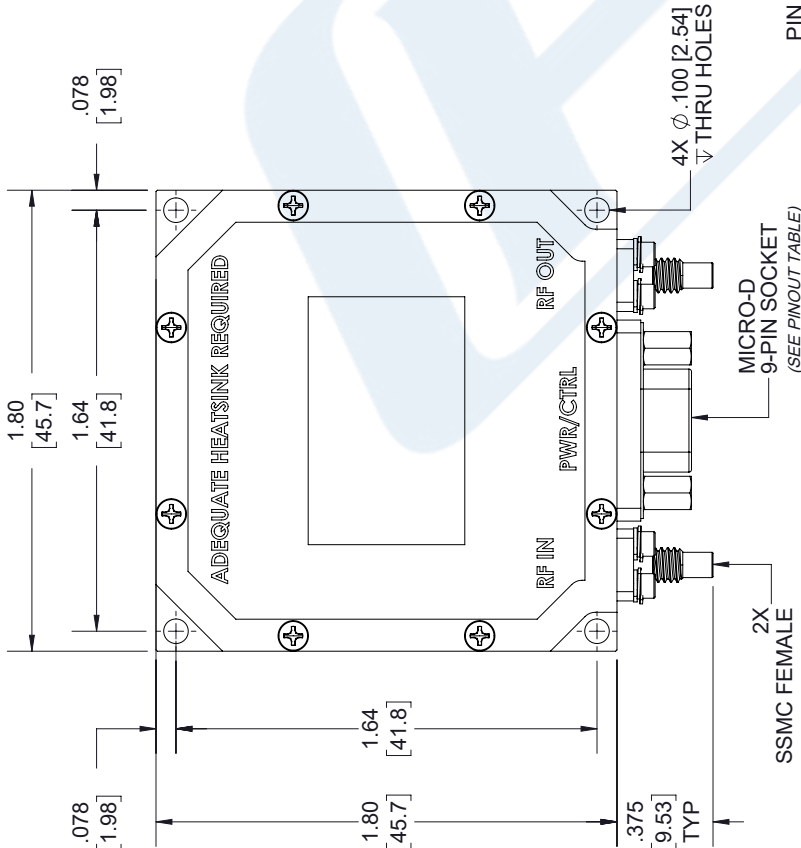 1.80
[45.7]
1.64
[41.8]
.078
[1.98]
.078
[1.98]
1.64
[41.8]
1.80
[45.7]
.375
[9.53]
TYP
ADEQUATE HEATSINK REQUIRED
RF IN
PWR/CTRL
RF OUT
4X ∅ .100 [2.54]
↧ THRU HOLES
PIN
MICRO-D
9-PIN SOCKET
(SEE PINOUT TABLE)
2X
SSMC FEMALE